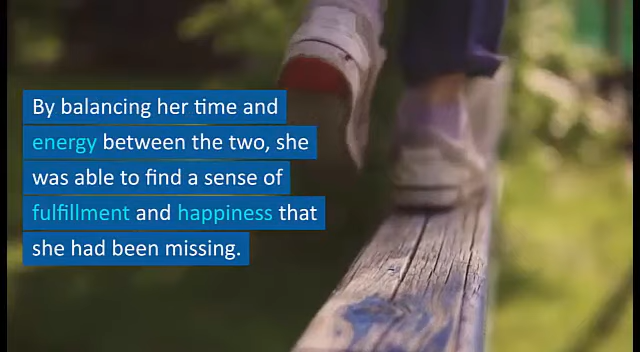 By balancing her time and
energy between the two, she
was able to find a sense of
fulfillment and happiness that
she had been missing.